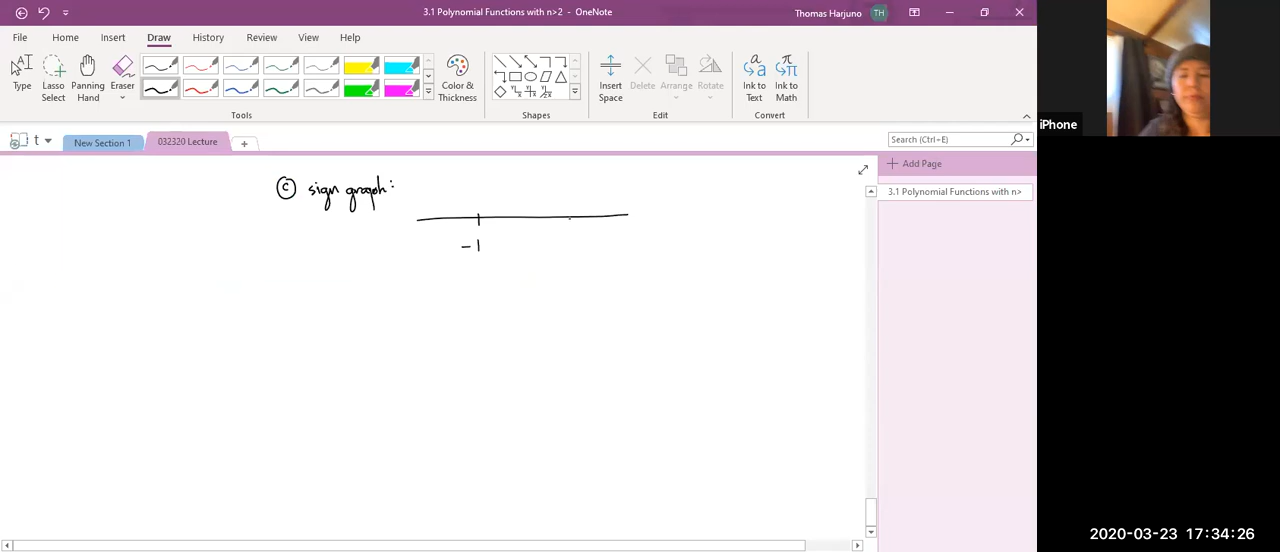 3.1 Polynomial Functions with n>2 - OneNote
Thomas Harjuno TH
File Home Insert Draw History Review View Help
Type Lasso Select Panning Hand Eraser Color & Thickness Insert Space Delete Arrange Rotate Ink to Text Ink to Math
Tools Shapes Edit Convert
t New Section 1 032320 Lecture + Search (Ctrl+E)
iPhone
Add Page
3.1 Polynomial Functions with n>
c sign graph:
-1
2020-03-23 17:34:26